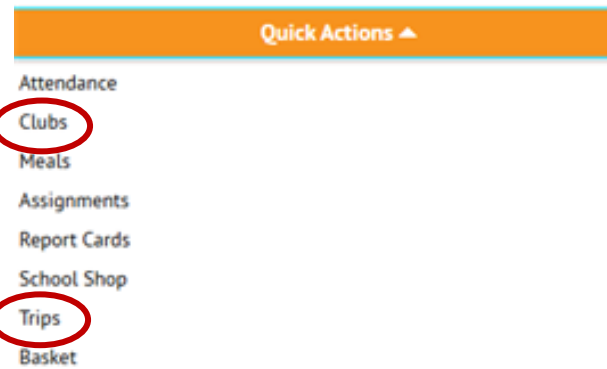 Quick Actions
Attendance
Clubs
Meals
Assignments
Report Cards
School Shop
Trips
Basket